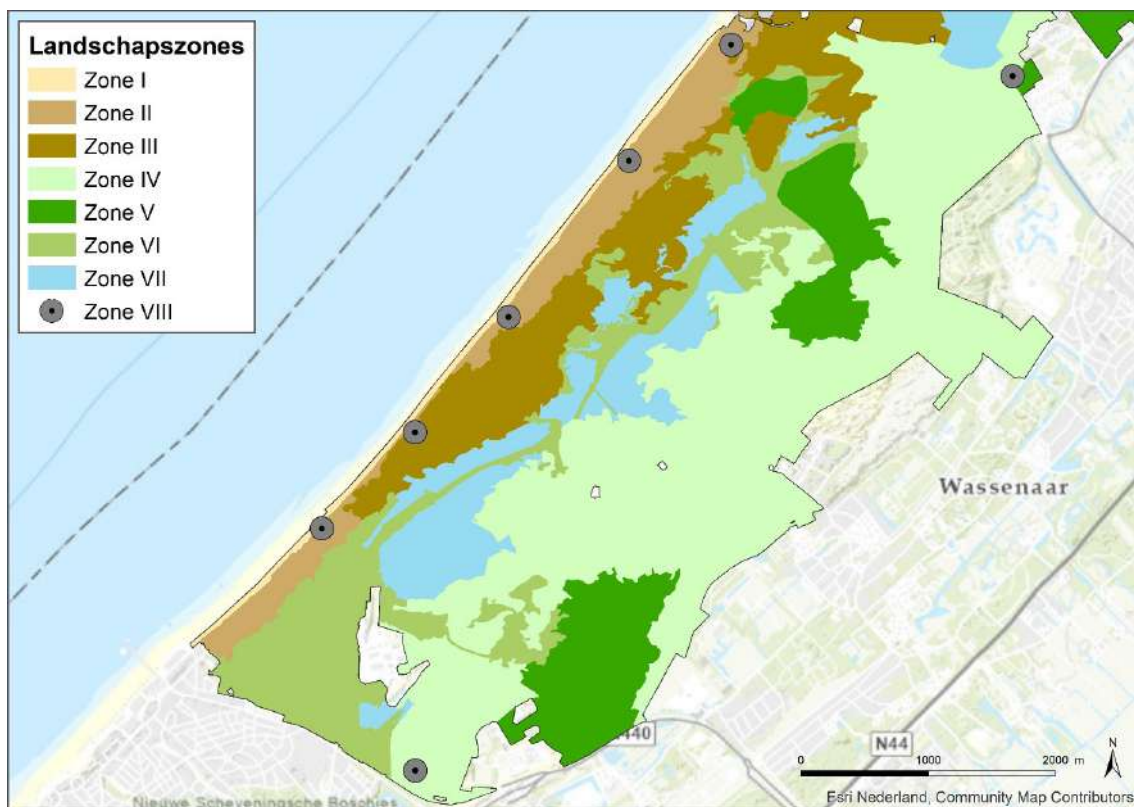 Landschapszones
Zone I
Zone II
Zone III
Zone IV
Zone V
Zone VI
Zone VII
Zone VIII
Wassenaar
N44
440
N
0 1000 2000 m
Nieuwe Scheveningsche Boschjes
Esri Nederland, Community Map Contributors